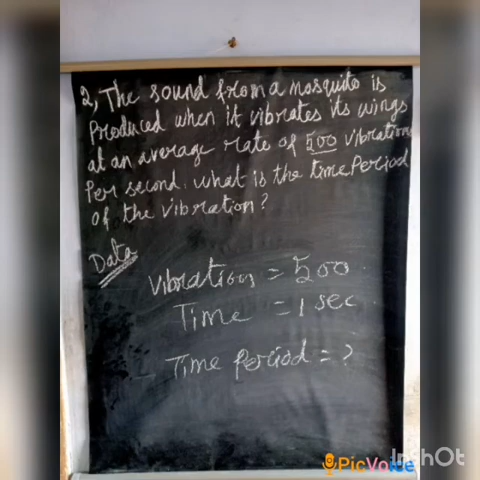 2, The sound from a mosquito is
Produced when it vibrates its wings
at an average rate of 500 vibrations
Per second. What is the time Period
of the vibration?
Data
Vibrations = 500.
Time = 1 sec
Time Period = ?
PicVoice
InShOt